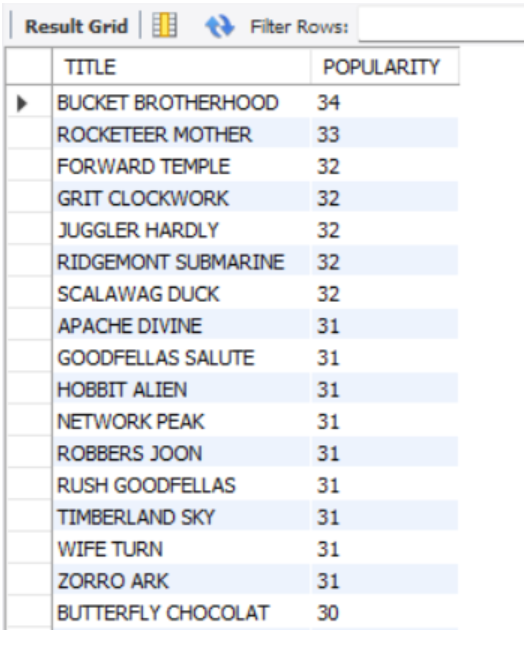 Result Grid Filter Rows:
TITLE POPULARITY
BUCKET BROTHERHOOD 34
ROCKETEER MOTHER 33
FORWARD TEMPLE 32
GRIT CLOCKWORK 32
JUGGLER HARDLY 32
RIDGEMONT SUBMARINE 32
SCALAWAG DUCK 32
APACHE DIVINE 31
GOODFELLAS SALUTE 31
HOBBIT ALIEN 31
NETWORK PEAK 31
ROBBERS JOON 31
RUSH GOODFELLAS 31
TIMBERLAND SKY 31
WIFE TURN 31
ZORRO ARK 31
BUTTERFLY CHOCOLAT 30